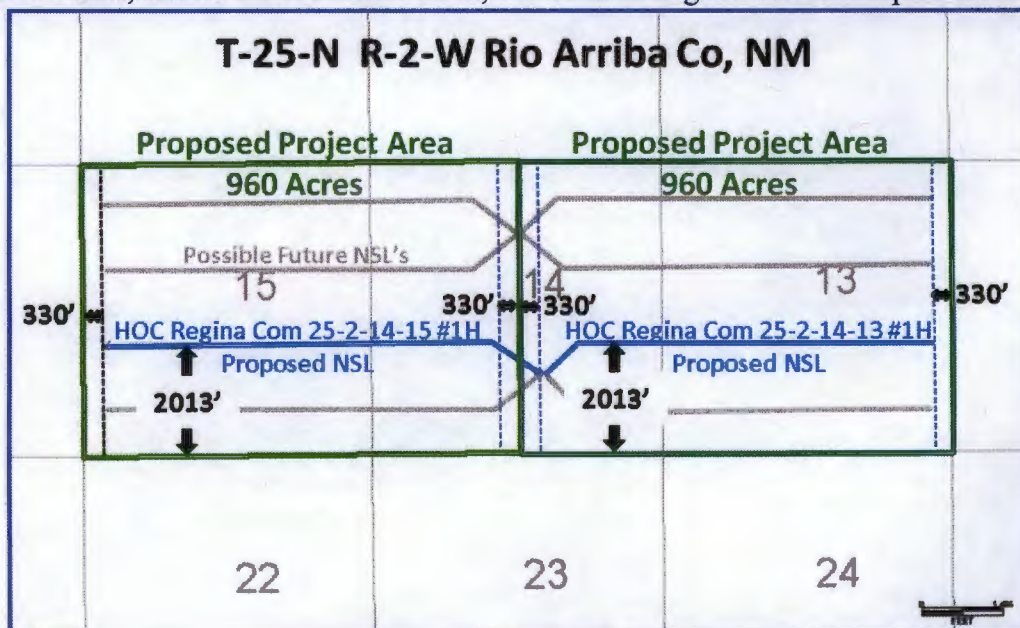 T-25-N R-2-W Rio Arriba Co, NM
Proposed Project Area Proposed Project Area
960 Acres 960 Acres
Possible Future NSL's
15 14 13
330' 330' 330' 330'
HOC Regina Com 25-2-14-15 #1H HOC Regina Com 25-2-14-13 #1H
Proposed NSL Proposed NSL
2013' 2013'
22 23 24
FEET